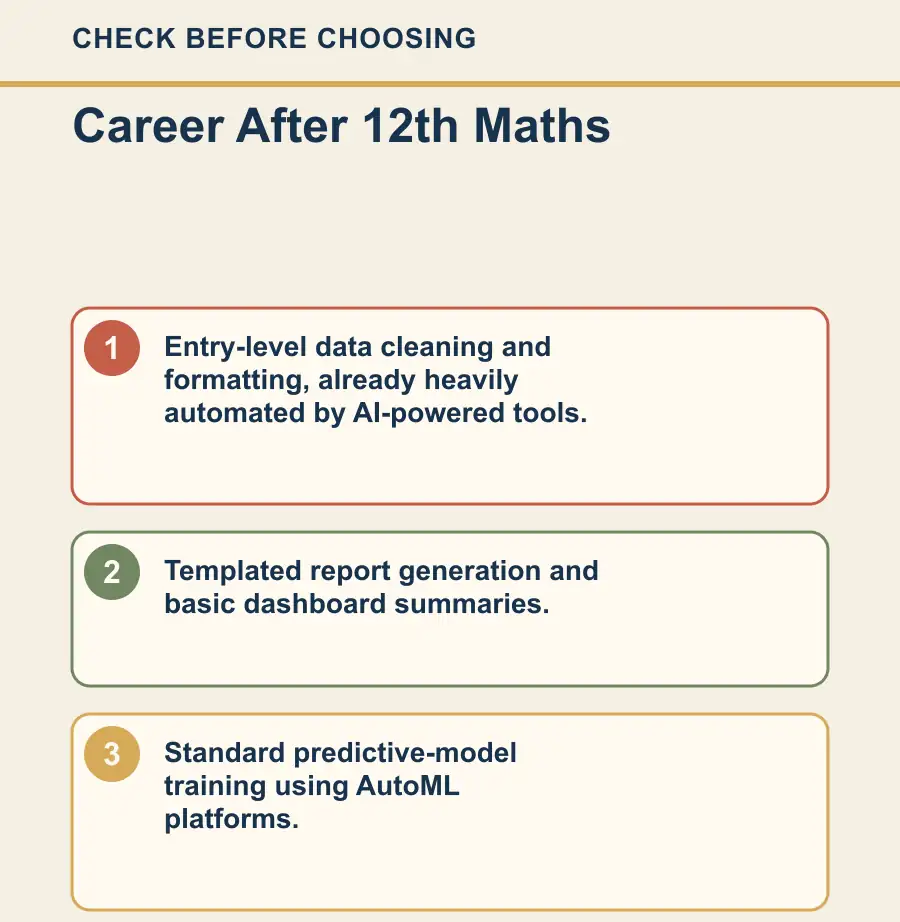 CHECK BEFORE CHOOSING
Career After 12th Maths
1
Entry-level data cleaning and
formatting, already heavily
automated by AI-powered tools.
2
Templated report generation and
basic dashboard summaries.
3
Standard predictive-model
training using AutoML
platforms.